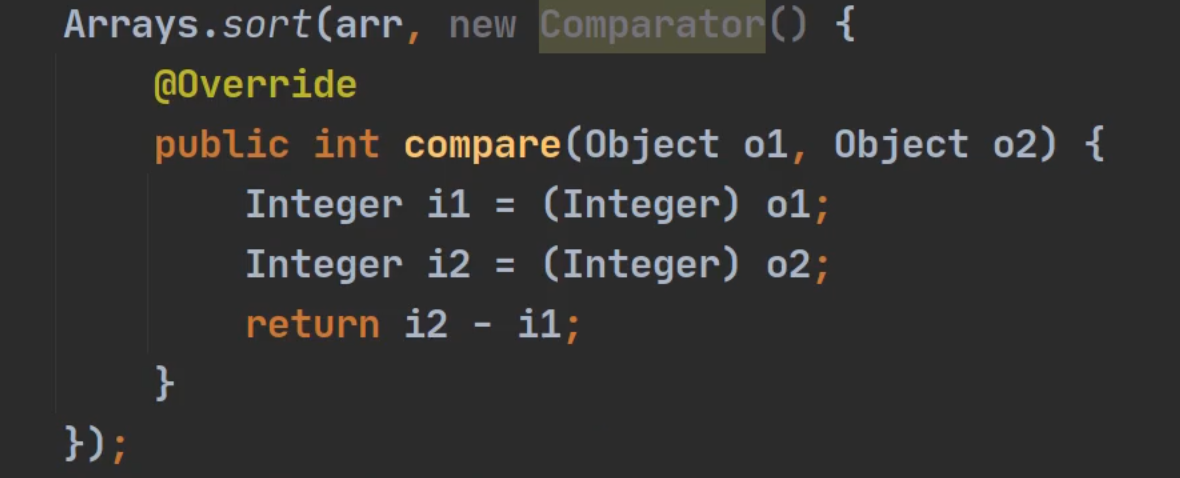 Arrays.sort(arr, new Comparator() {
@Override
public int compare(Object o1, Object o2) {
Integer i1 = (Integer) o1;
Integer i2 = (Integer) o2;
return i2 - i1;
}
});